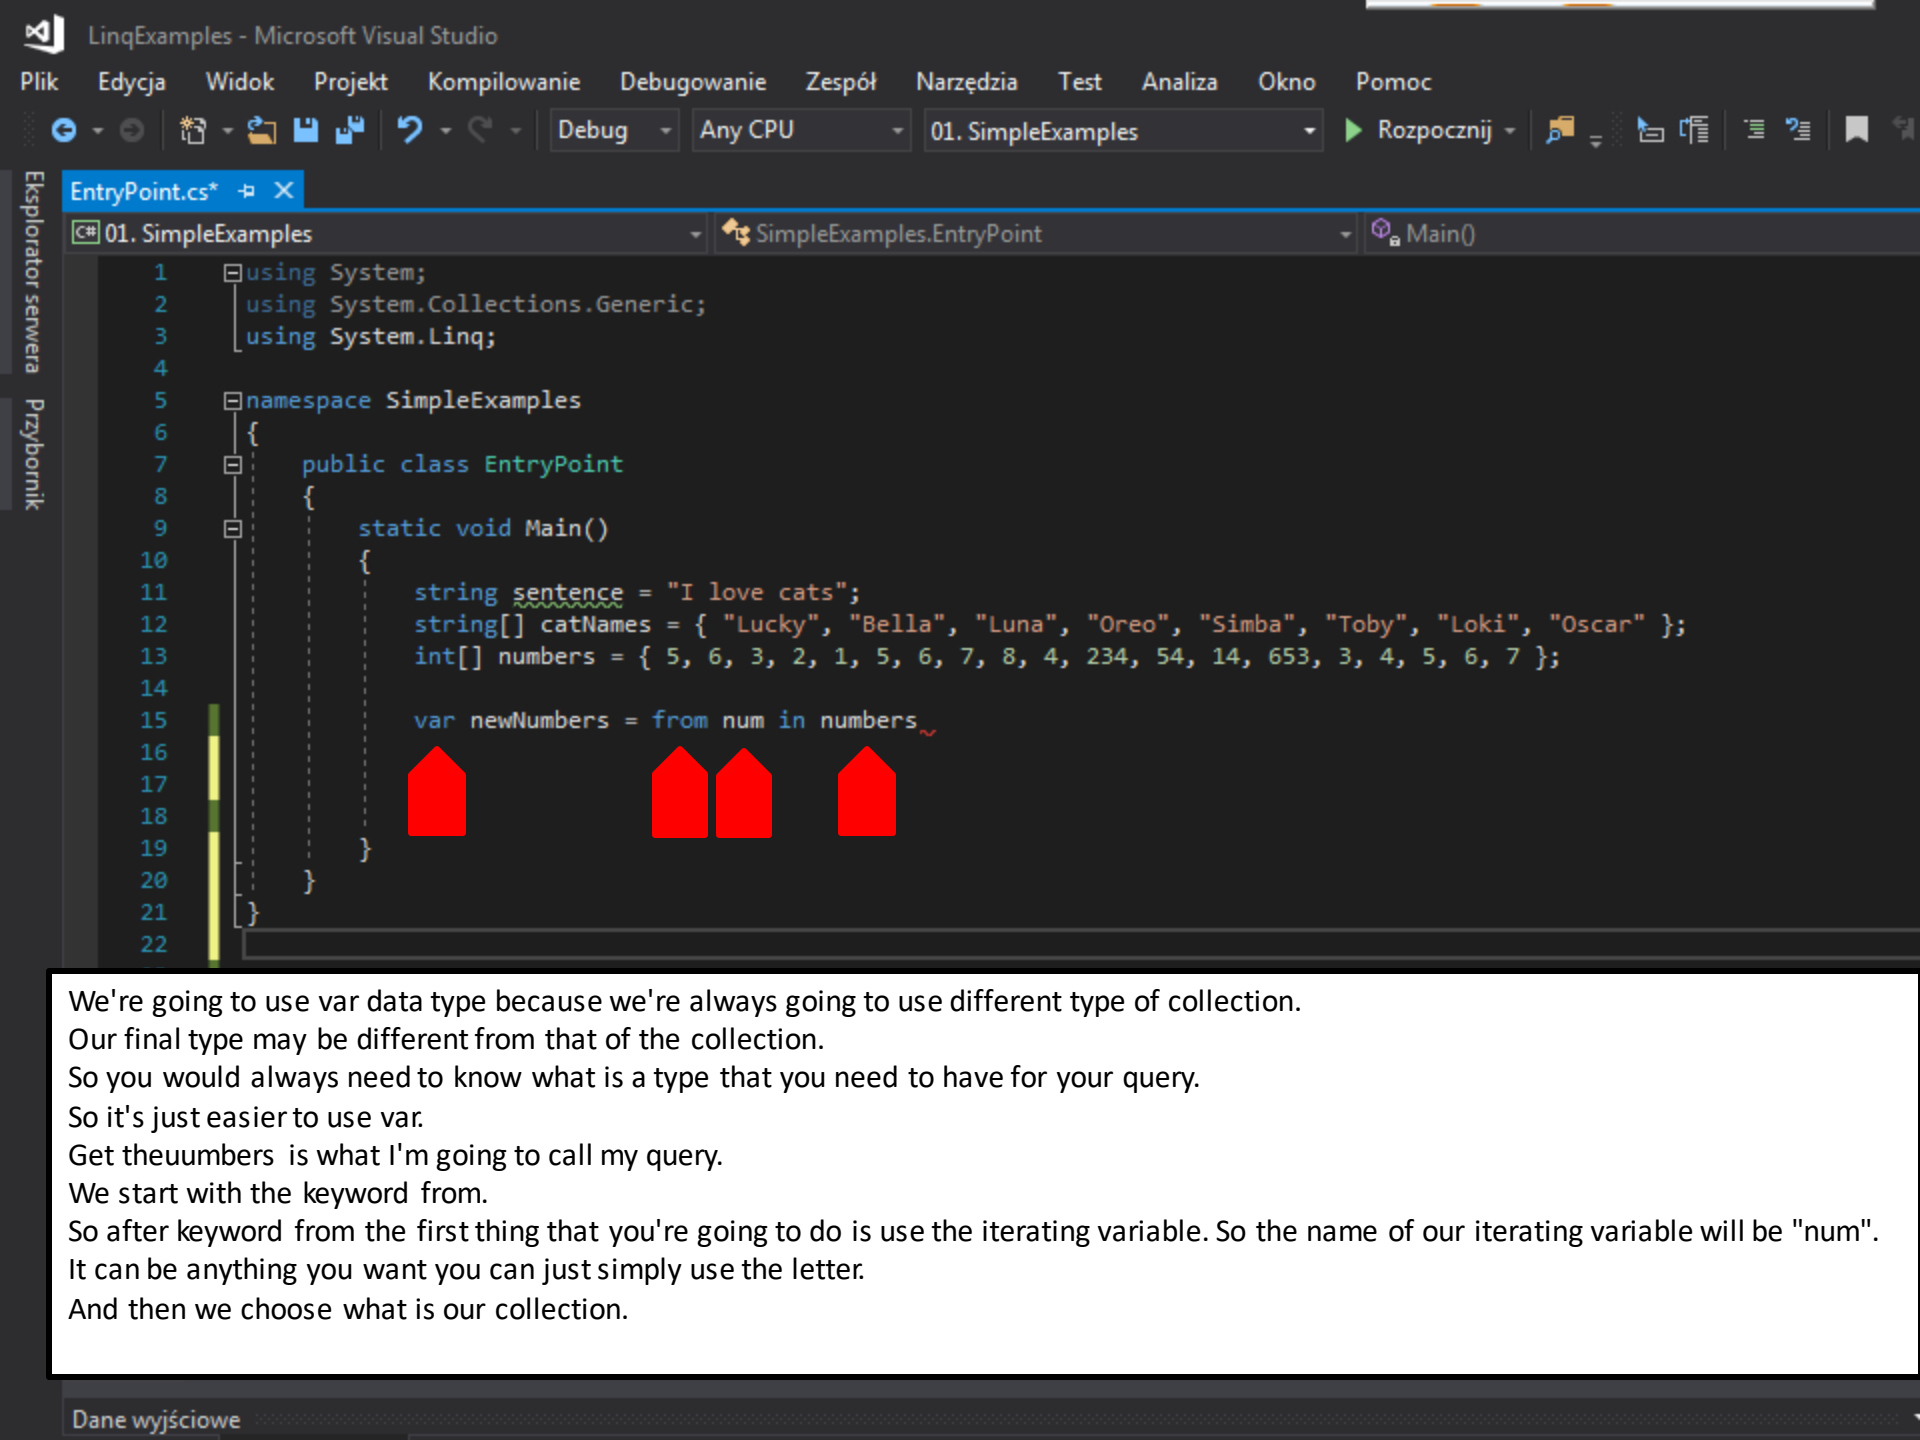 LinqExamples - Microsoft Visual Studio
Plik Edycja Widok Projekt Kompilowanie Debugowanie Zespół Narzędzia Test Analiza Okno Pomoc
Debug Any CPU 01. SimpleExamples Rozpocznij
Eksplorator serwera
Przybornik
EntryPoint.cs*
C# 01. SimpleExamples SimpleExamples.EntryPoint Main()
1 using System;
2 using System.Collections.Generic;
3 using System.Linq;
4
5 namespace SimpleExamples
6 {
7 public class EntryPoint
8 {
9 static void Main()
10 {
11 string sentence = "I love cats";
12 string[] catNames = { "Lucky", "Bella", "Luna", "Oreo", "Simba", "Toby", "Loki", "Oscar" };
13 int[] numbers = { 5, 6, 3, 2, 1, 5, 6, 7, 8, 4, 234, 54, 14, 653, 3, 4, 5, 6, 7 };
14
15 var newNumbers = from num in numbers
16
17
18
19 }
20 }
21 }
22
We're going to use var data type because we're always going to use different type of collection.
Our final type may be different from that of the collection.
So you would always need to know what is a type that you need to have for your query.
So it's just easier to use var.
Get theuumbers is what I'm going to call my query.
We start with the keyword from.
So after keyword from the first thing that you're going to do is use the iterating variable. So the name of our iterating variable will be "num".
It can be anything you want you can just simply use the letter.
And then we choose what is our collection.
Dane wyjściowe